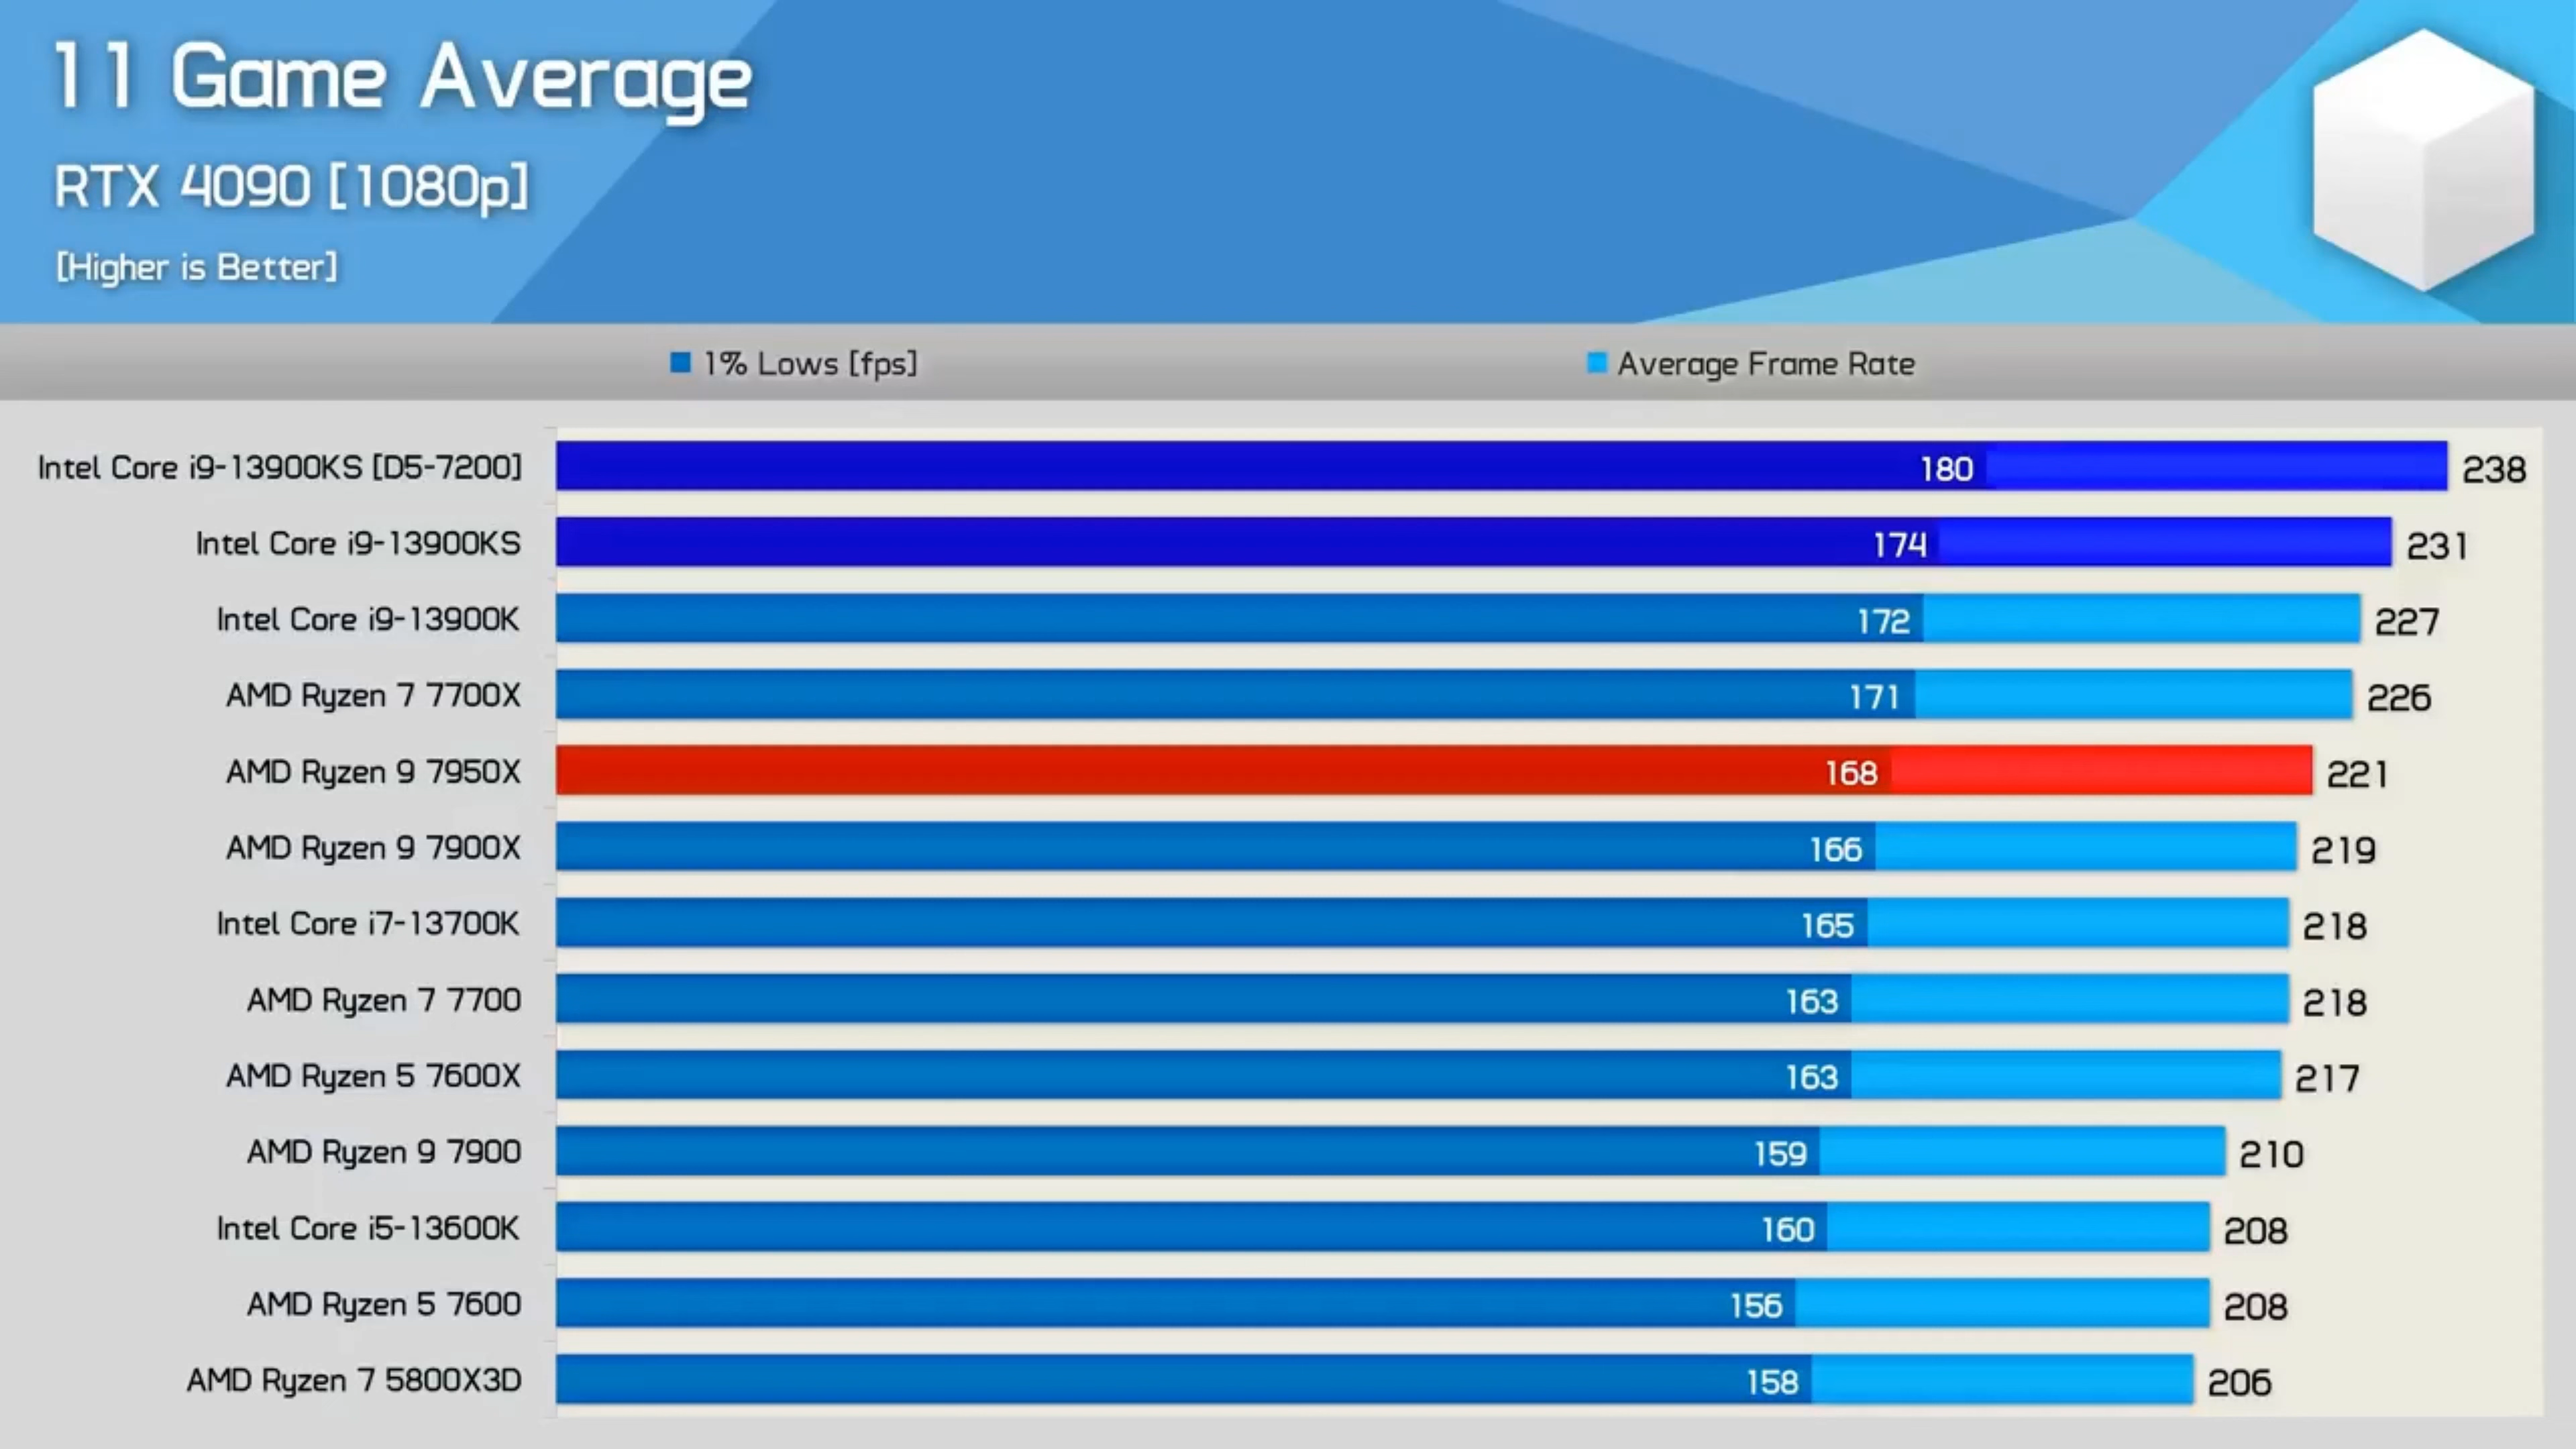 11 Game Average
RTX 4090 [1080p]
[Higher is Better]
1% Lows [fps] Average Frame Rate
Intel Core i9-13900KS [D5-7200] 180 238
Intel Core i9-13900KS 174 231
Intel Core i9-13900K 172 227
AMD Ryzen 7 7700X 171 226
AMD Ryzen 9 7950X 168 221
AMD Ryzen 9 7900X 166 219
Intel Core i7-13700K 165 218
AMD Ryzen 7 7700 163 218
AMD Ryzen 5 7600X 163 217
AMD Ryzen 9 7900 159 210
Intel Core i5-13600K 160 208
AMD Ryzen 5 7600 156 208
AMD Ryzen 7 5800X3D 158 206